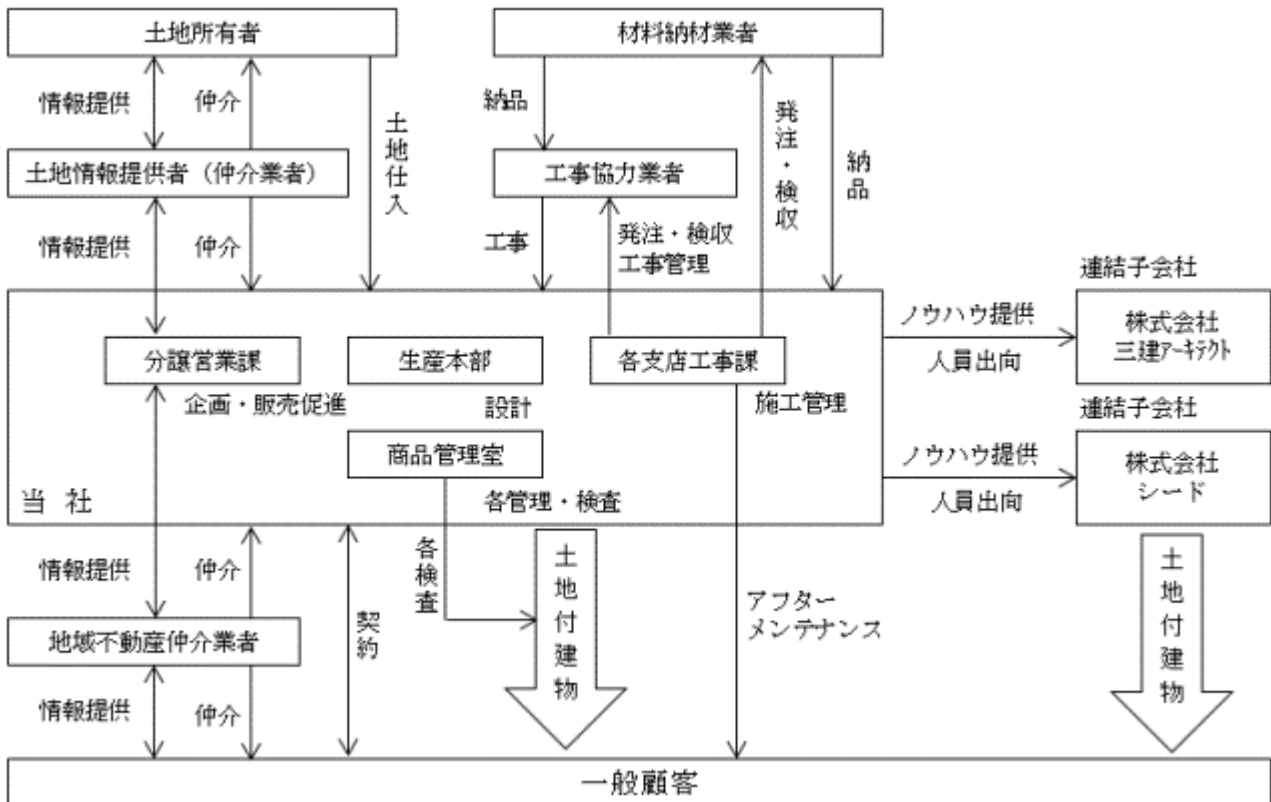 土地所有者
材料納材業者
情報提供
仲介
土地仕入
納品
発注・検収
納品
土地情報提供者（仲介業者）
工事協力業者
情報提供
仲介
工事
発注・検収
工事管理
連結子会社
株式会社
三建アーキテクト
ノウハウ提供
人員出向
分譲営業課
生産本部
各支店工事課
企画・販売促進
設計
施工管理
連結子会社
商品管理室
ノウハウ提供
人員出向
株式会社
シード
当社
各管理・検査
情報提供
仲介
契約
各検査
土地付建物
アフター
メンテナンス
土地付建物
地域不動産仲介業者
情報提供
仲介
一般顧客